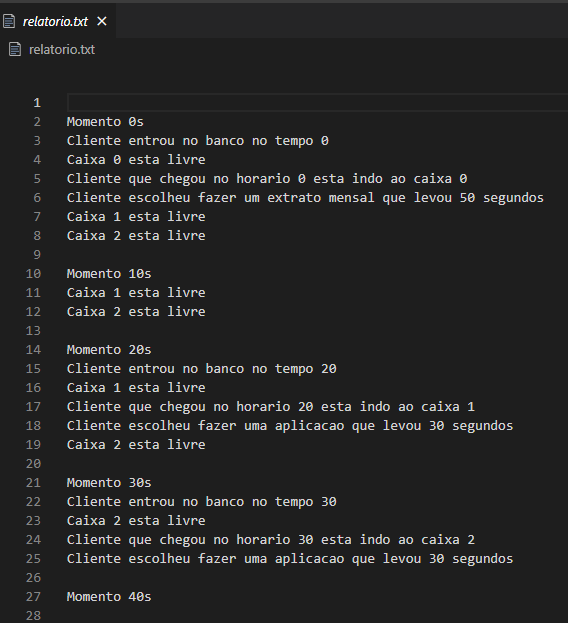 relatorio.txt
relatorio.txt
1
2 Momento 0s
3 Cliente entrou no banco no tempo 0
4 Caixa 0 esta livre
5 Cliente que chegou no horario 0 esta indo ao caixa 0
6 Cliente escolheu fazer um extrato mensal que levou 50 segundos
7 Caixa 1 esta livre
8 Caixa 2 esta livre
9
10 Momento 10s
11 Caixa 1 esta livre
12 Caixa 2 esta livre
13
14 Momento 20s
15 Cliente entrou no banco no tempo 20
16 Caixa 1 esta livre
17 Cliente que chegou no horario 20 esta indo ao caixa 1
18 Cliente escolheu fazer uma aplicacao que levou 30 segundos
19 Caixa 2 esta livre
20
21 Momento 30s
22 Cliente entrou no banco no tempo 30
23 Caixa 2 esta livre
24 Cliente que chegou no horario 30 esta indo ao caixa 2
25 Cliente escolheu fazer uma aplicacao que levou 30 segundos
26
27 Momento 40s
28